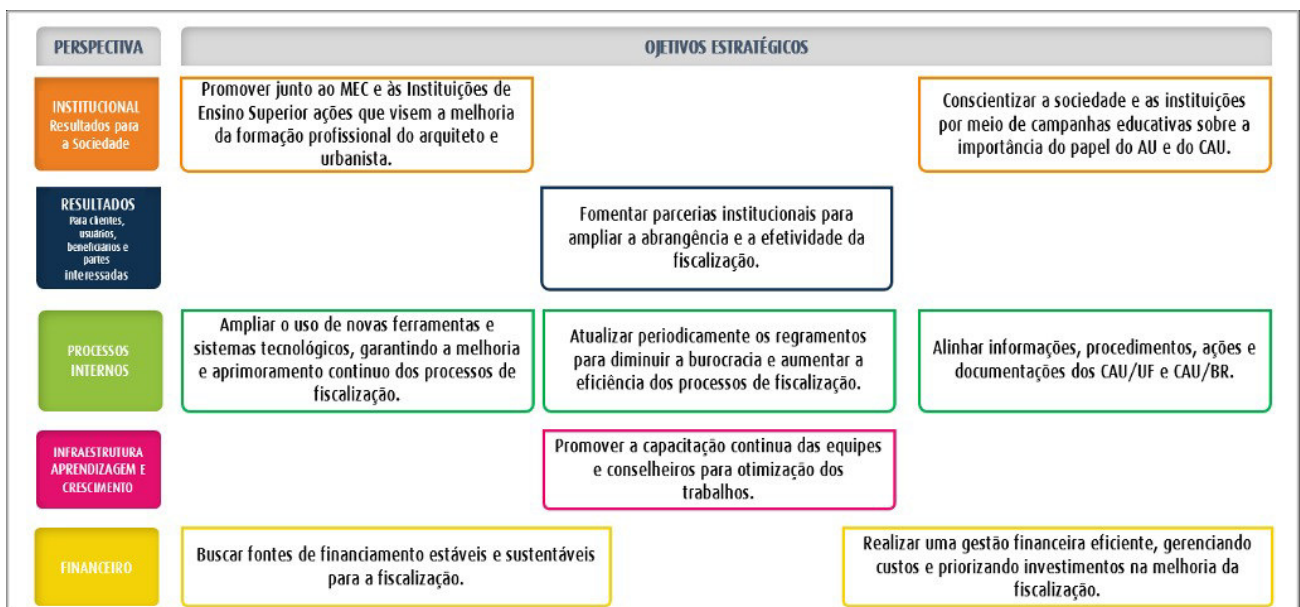 PERSPECTIVA
OJETIVOS ESTRATÉGICOS
INSTITUCIONAL
Resultados para
a Sociedade
Promover junto ao MEC e às Instituições de
Ensino Superior ações que visem a melhoria
da formação profissional do arquiteto e
urbanista.
Conscientizar a sociedade e as instituições
por meio de campanhas educativas sobre a
importância do papel do AU e do CAU.
RESULTADOS
Para clientes,
usuários,
beneficiários e
partes
interessadas
Fomentar parcerias institucionais para
ampliar a abrangência e a efetividade da
fiscalização.
PROCESSOS
INTERNOS
Ampliar o uso de novas ferramentas e
sistemas tecnológicos, garantindo a melhoria
e aprimoramento continuo dos processos de
fiscalização.
Atualizar periodicamente os regramentos
para diminuir a burocracia e aumentar a
eficiência dos processos de fiscalização.
Alinhar informações, procedimentos, ações e
documentações dos CAU/UF e CAU/BR.
INFRAESTRUTURA
APRENDIZAGEM E
CRESCIMENTO
Promover a capacitação continua das equipes
e conselheiros para otimização dos
trabalhos.
FINANCEIRO
Buscar fontes de financiamento estáveis e sustentáveis
para a fiscalização.
Realizar uma gestão financeira eficiente, gerenciando
custos e priorizando investimentos na melhoria da
fiscalização.